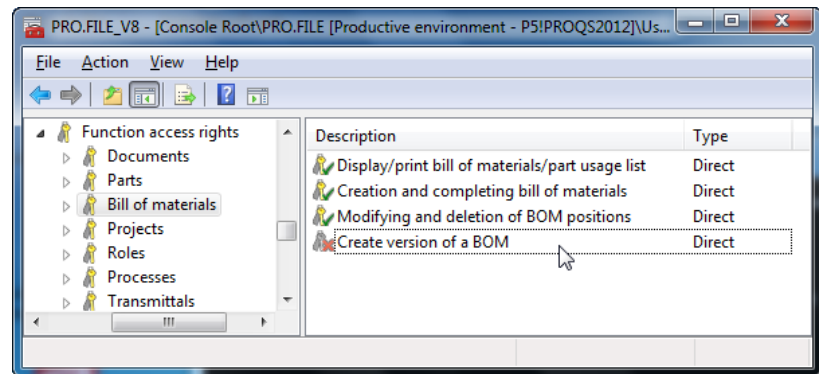 PRO.FILE_V8 - [Console Root\PRO.FILE [Productive environment - P5!PROQS2012]\Us...
File Action View Help
Function access rights
Documents
Parts
Bill of materials
Projects
Roles
Processes
Transmittals
Description Type
Display/print bill of materials/part usage list Direct
Creation and completing bill of materials Direct
Modifying and deletion of BOM positions Direct
Create version of a BOM Direct